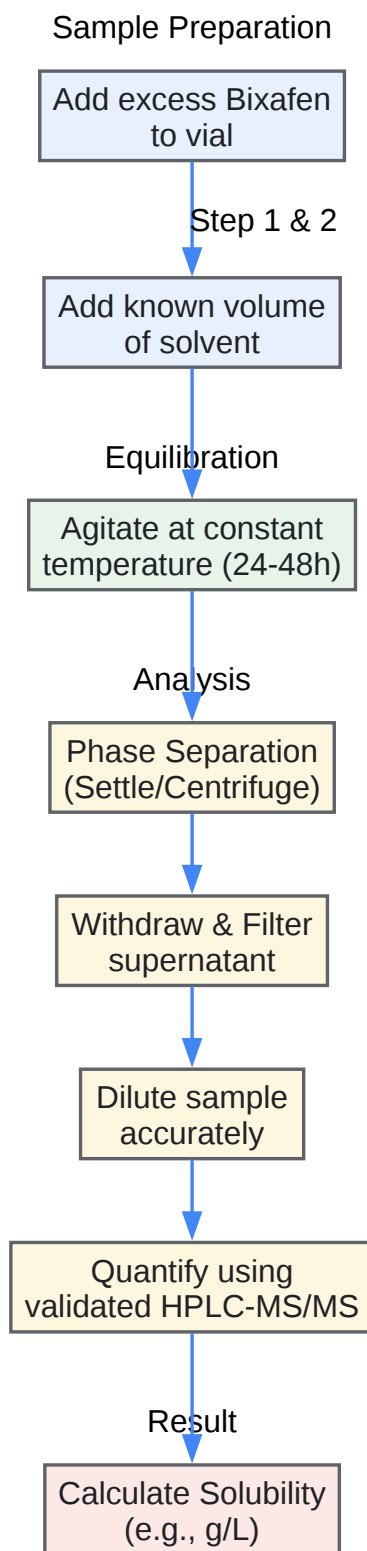 Sample Preparation
Add excess Bixafen
to vial
Step 1 & 2
Add known volume
of solvent
Equilibration
Agitate at constant
temperature (24-48h)
Analysis
Phase Separation
(Settle/Centrifuge)
Withdraw & Filter
supernatant
Dilute sample
accurately
Quantify using
validated HPLC-MS/MS
Result
Calculate Solubility
(e.g., g/L)